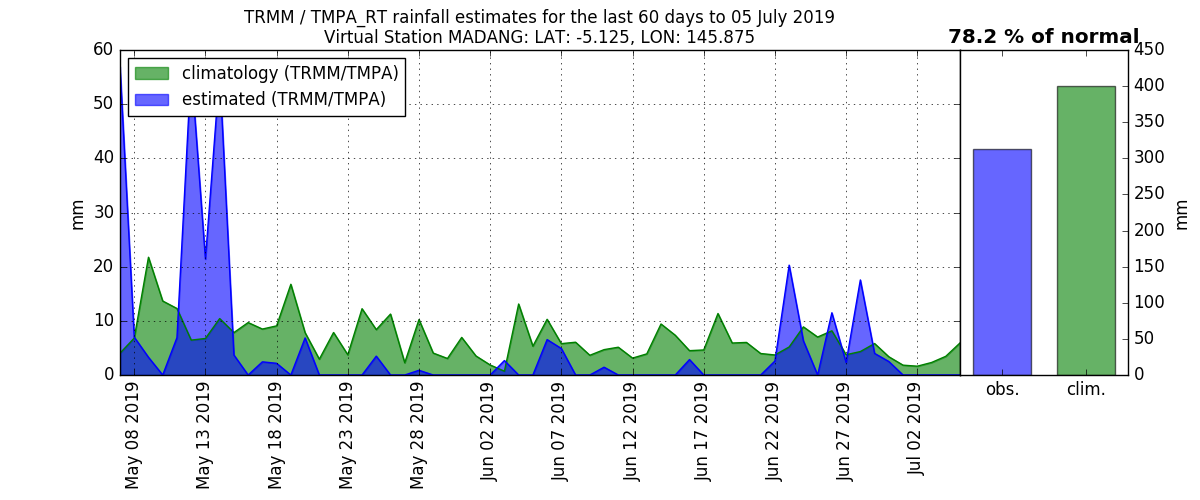 TRMM / TMPA_RT rainfall estimates for the last 60 days to 05 July 2019
Virtual Station MADANG: LAT: -5.125, LON: 145.875
78.2 % of normal
climatology (TRMM/TMPA)
estimated (TRMM/TMPA)
60
50
40
30
20
10
0
mm
May 08 2019
May 13 2019
May 18 2019
May 23 2019
May 28 2019
Jun 02 2019
Jun 07 2019
Jun 12 2019
Jun 17 2019
Jun 22 2019
Jun 27 2019
Jul 02 2019
450
400
350
300
250
200
150
100
50
0
mm
obs.
clim.